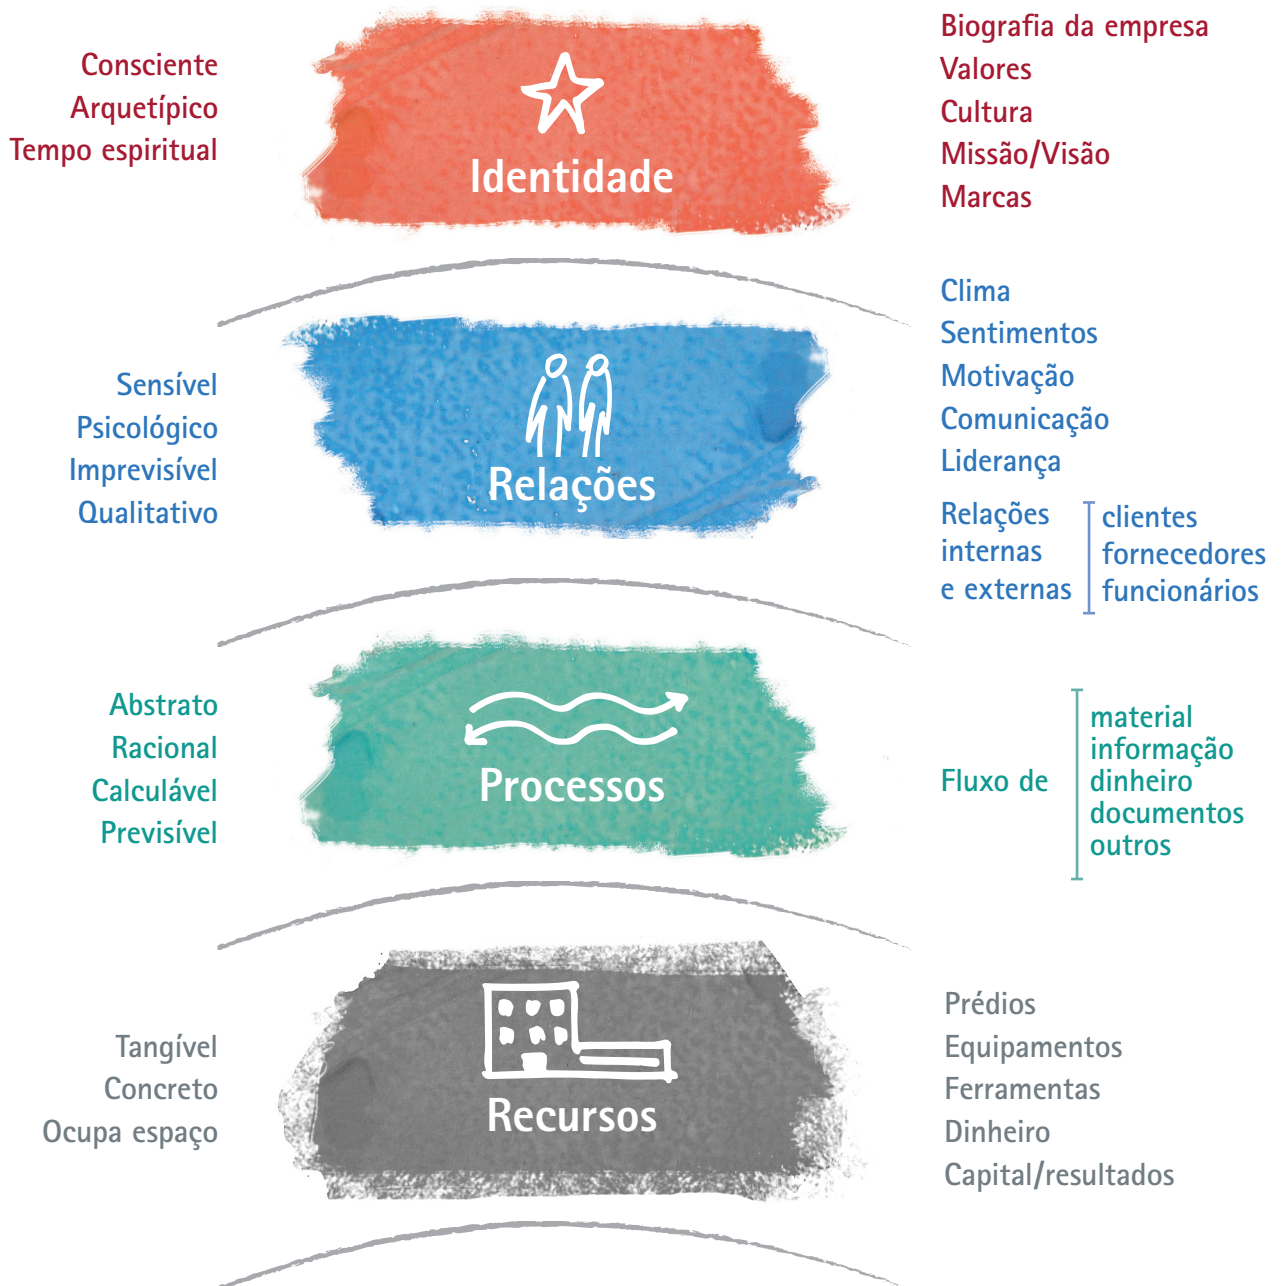 Consciente
Arquetípico
Tempo espiritual
Identidade
Biografia da empresa
Valores
Cultura
Missão/Visão
Marcas
Sensível
Psicológico
Imprevisível
Qualitativo
Relações
Clima
Sentimentos
Motivação
Comunicação
Liderança
Relações
internas
e externas
clientes
fornecedores
funcionários
Abstrato
Racional
Calculável
Previsível
Processos
Fluxo de
material
informação
dinheiro
documentos
outros
Tangível
Concreto
Ocupa espaço
Recursos
Prédios
Equipamentos
Ferramentas
Dinheiro
Capital/resultados